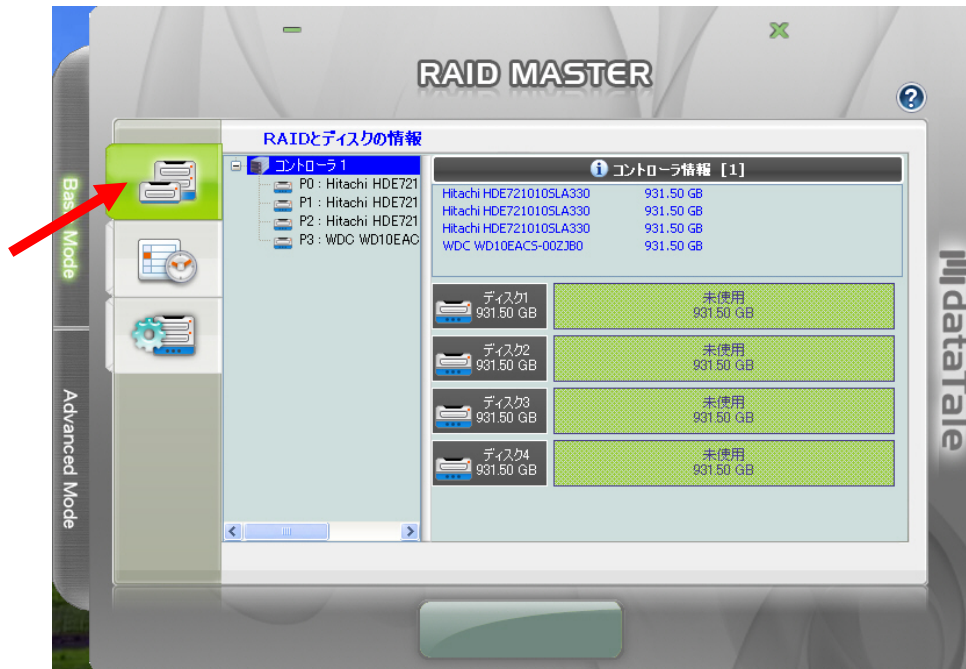 RAID MASTER
?
RAIDとディスクの情報
Basic Mode
Advanced Mode
コントローラ 1
P0 : Hitachi HDE721
P1 : Hitachi HDE721
P2 : Hitachi HDE721
P3 : WDC WD10EAC
コントローラ情報 [1]
Hitachi HDE721010SLA330 931.50 GB
Hitachi HDE721010SLA330 931.50 GB
Hitachi HDE721010SLA330 931.50 GB
WDC WD10EACS-00ZJB0 931.50 GB
ディスク1
931.50 GB
未使用
931.50 GB
ディスク2
931.50 GB
未使用
931.50 GB
ディスク3
931.50 GB
未使用
931.50 GB
ディスク4
931.50 GB
未使用
931.50 GB
dataTale